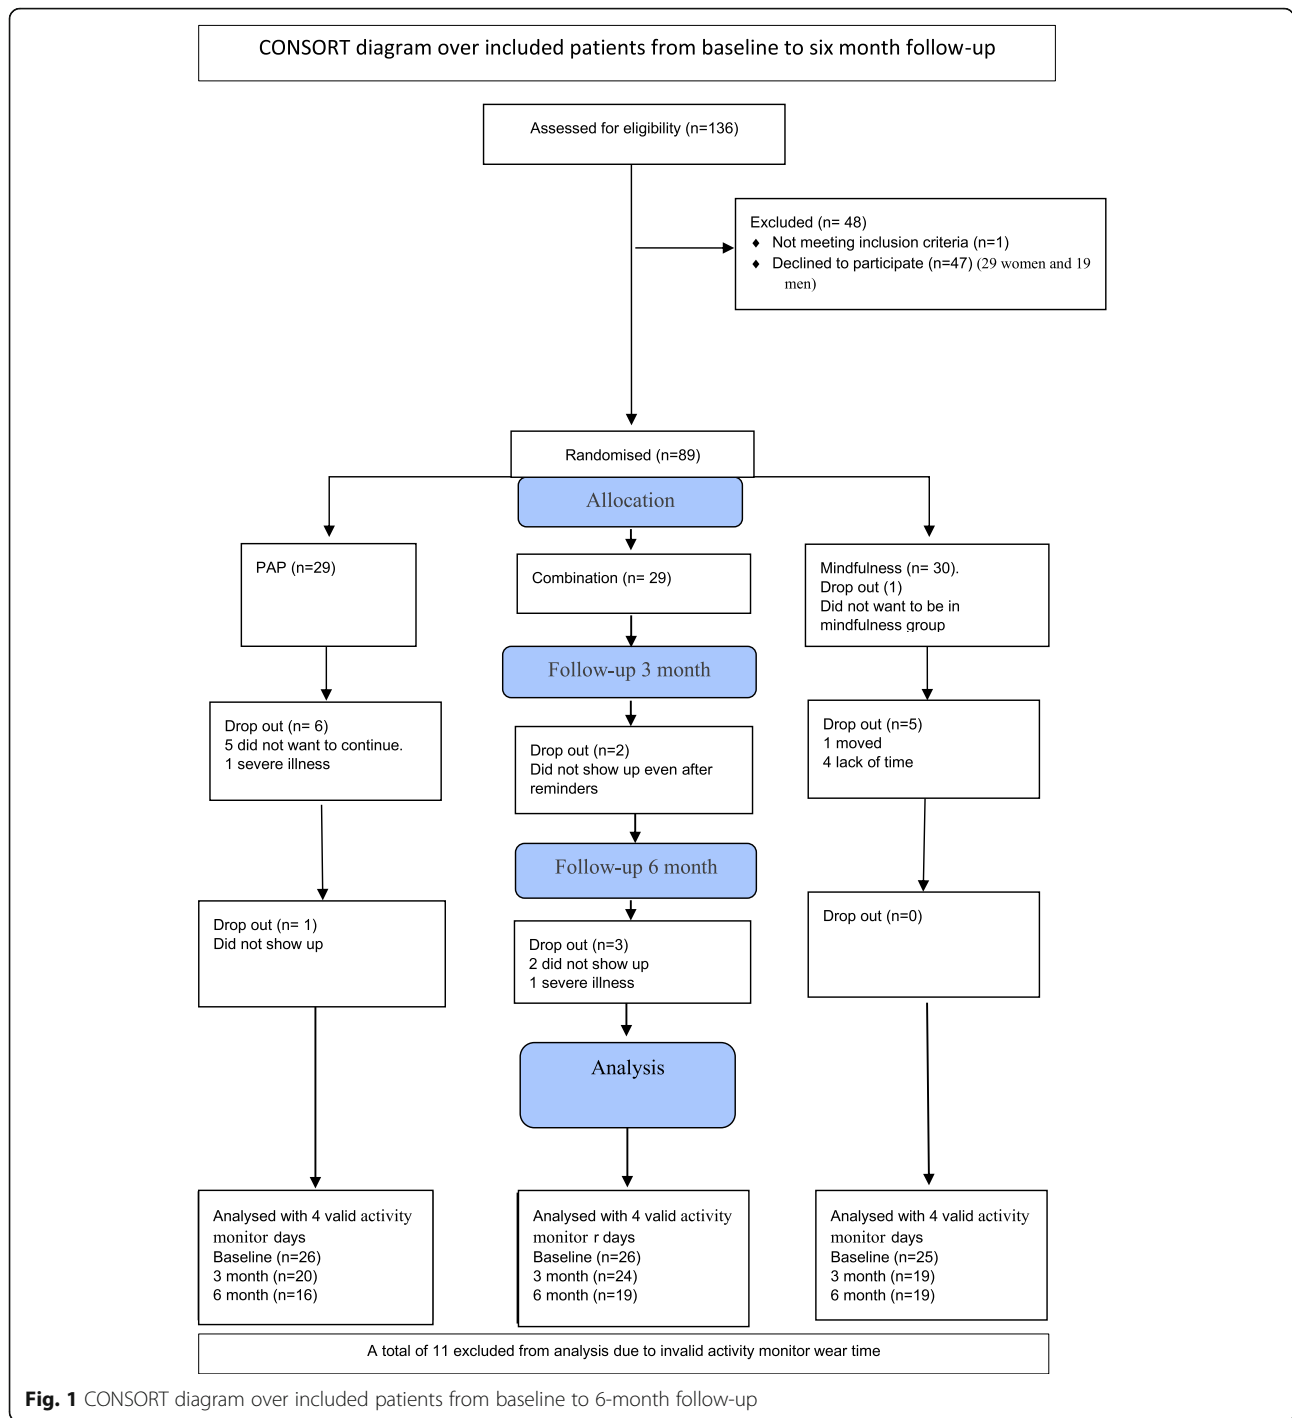 CONSORT diagram over included patients from baseline to six month follow-up
Assessed for eligibility (n=136)
Excluded (n= 48)
♦ Not meeting inclusion criteria (n=1)
♦ Declined to participate (n=47) (29 women and 19
men)
Randomised (n=89)
Allocation
PAP (n=29)
Combination (n= 29)
Mindfulness (n= 30).
Drop out (1)
Did not want to be in
mindfulness group
Follow-up 3 month
Drop out (n= 6)
5 did not want to continue.
1 severe illness
Drop out (n=2)
Did not show up even after
reminders
Drop out (n=5)
1 moved
4 lack of time
Follow-up 6 month
Drop out (n= 1)
Did not show up
Drop out (n=3)
2 did not show up
1 severe illness
Drop out (n=0)
Analysis
Analysed with 4 valid activity
monitor days
Baseline (n=26)
3 month (n=20)
6 month (n=16)
Analysed with 4 valid activity
monitor r days
Baseline (n=26)
3 month (n=24)
6 month (n=19)
Analysed with 4 valid activity
monitor days
Baseline (n=25)
3 month (n=19)
6 month (n=19)
A total of 11 excluded from analysis due to invalid activity monitor wear time
Fig. 1 CONSORT diagram over included patients from baseline to 6-month follow-up